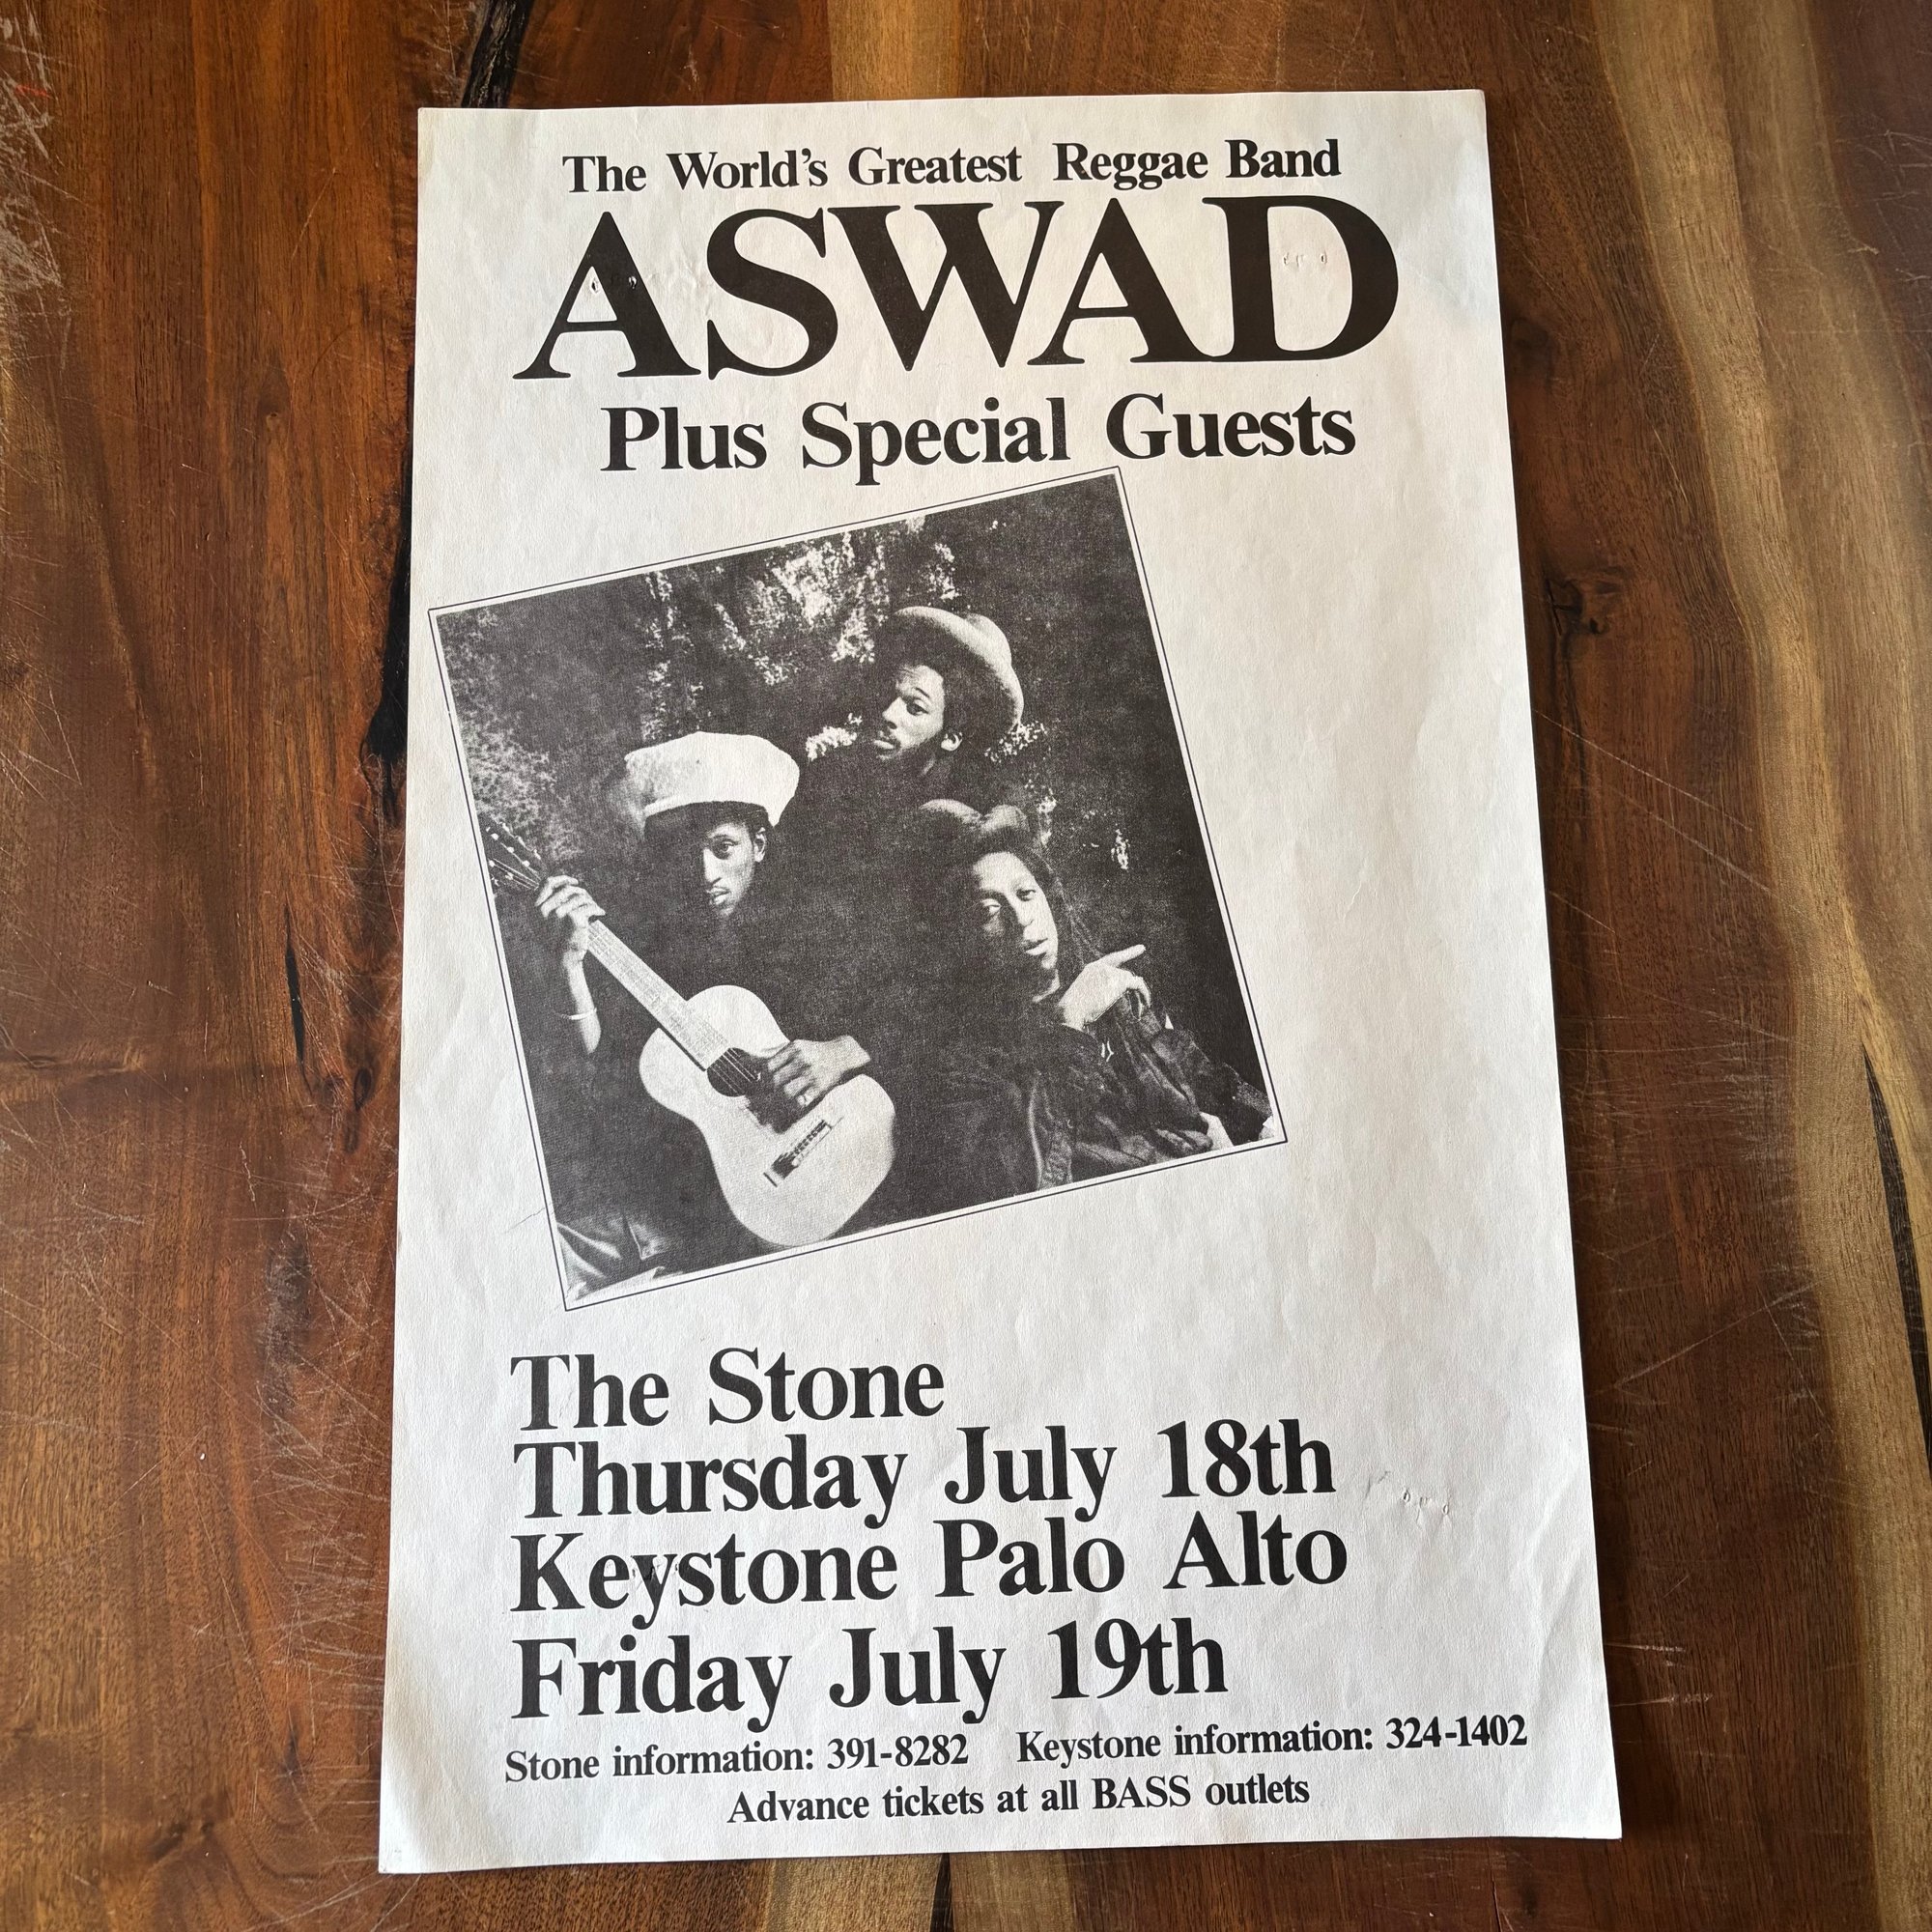 The World's Greatest Reggae Band
ASWAD
Plus Special Guests
The Stone
Thursday July 18th
Keystone Palo Alto
Friday July 19th
Stone information: 391-8282 Keystone information: 324-1402
Advance tickets at all BASS outlets